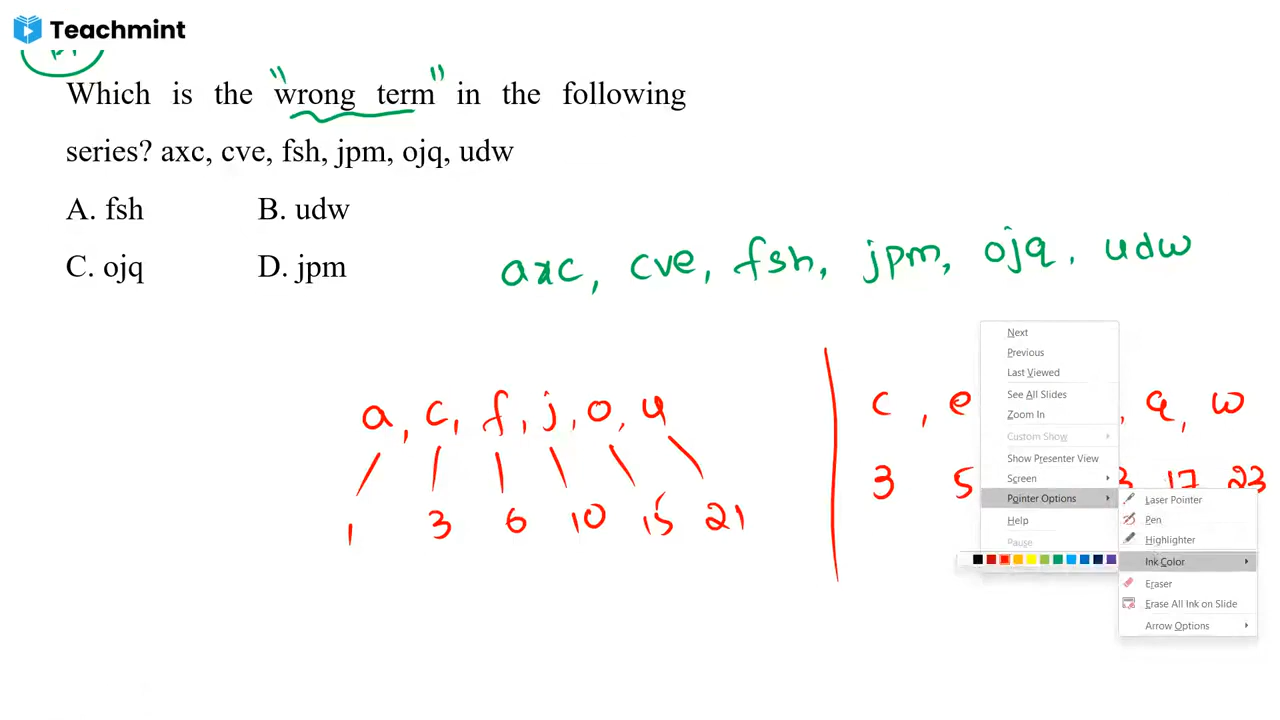 Teachmint
Which is the "wrong term" in the following
series? axc, cve, fsh, jpm, ojq, udw
A. fsh B. udw
C. ojq D. jpm
axc, cve, fsh, jpm, ojq, udw
Next
Previous
Last Viewed
See All Slides
Zoom In
Custom Show
Show Presenter View
Screen
Pointer Options
Help
Pause
Laser Pointer
Pen
Highlighter
Ink Color
Eraser
Erase All Ink on Slide
Arrow Options
a, c, f, j, o, u
1 3 6 10 15 21
c, e , q, w
3 5 17 23